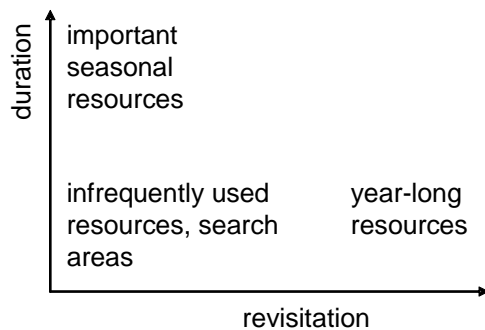 duration
important
seasonal
resources
infrequently used
resources, search
areas
year-long
resources
revisitation